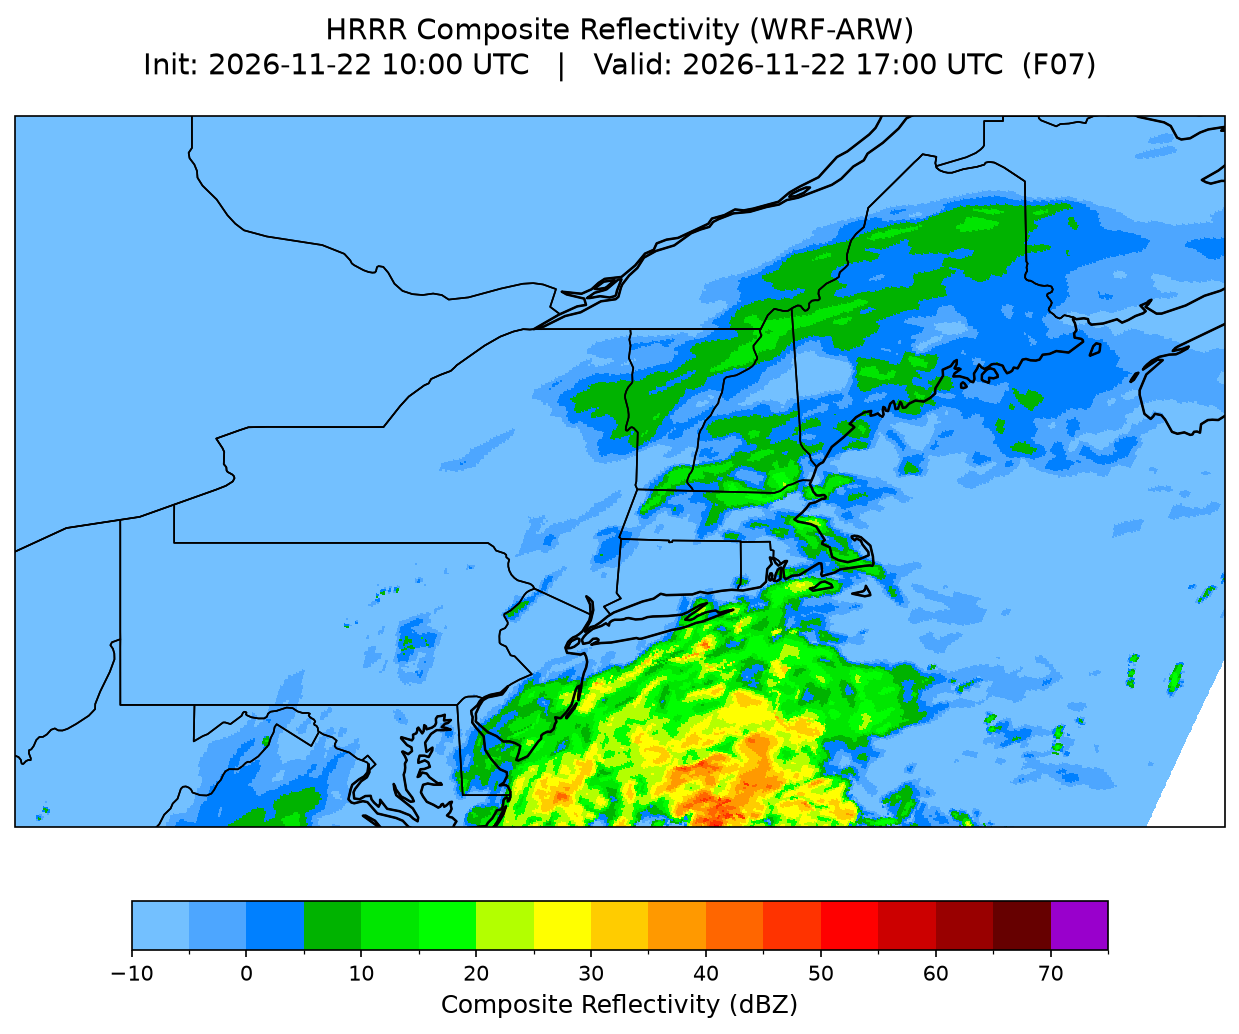 HRRR Composite Reflectivity (WRF-ARW)
Init: 2026-11-22 10:00 UTC   |   Valid: 2026-11-22 17:00 UTC  (F07)
−10 0 10 20 30 40 50 60 70
Composite Reflectivity (dBZ)